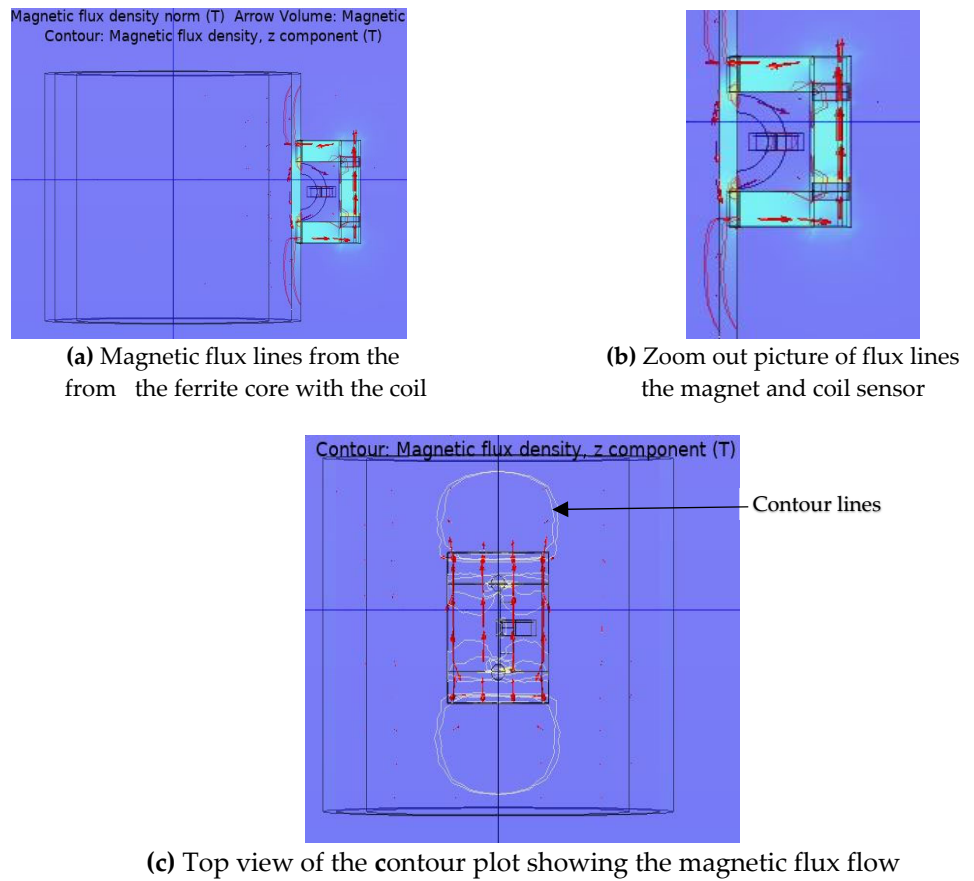 Magnetic flux density norm (T) Arrow Volume: Magnetic
Contour: Magnetic flux density, z component (T)
(a) Magnetic flux lines from the
from the ferrite core with the coil
(b) Zoom out picture of flux lines
the magnet and coil sensor
Contour: Magnetic flux density, z component (T)
Contour lines
(c) Top view of the contour plot showing the magnetic flux flow